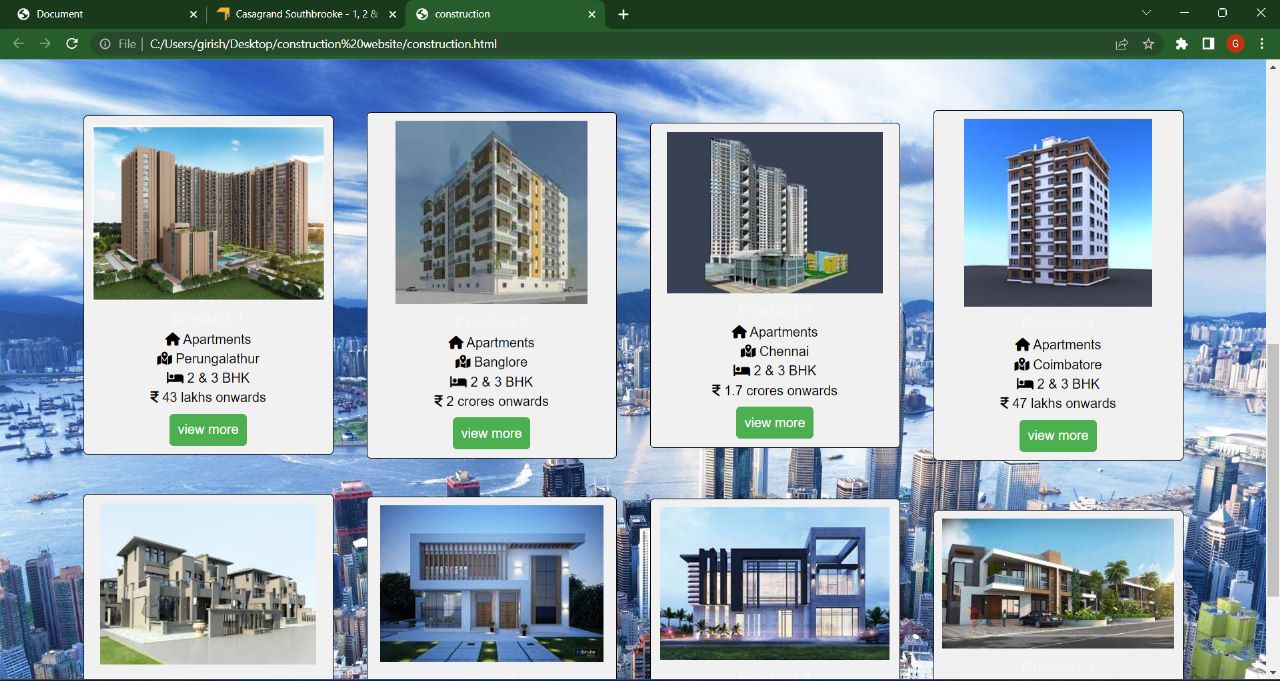 Document
Casagrand Southbrooke - 1, 2 &
construction
File
C:/Users/girish/Desktop/construction%20website/construction.html
G
product 1
Apartments
Perungalathur
2 & 3 BHK
₹ 43 lakhs onwards
view more
Product 2
Apartments
Banglore
2 & 3 BHK
₹ 2 crores onwards
view more
Product 3
Apartments
Chennai
2 & 3 BHK
₹ 1.7 crores onwards
view more
Product 4
Apartments
Coimbatore
2 & 3 BHK
₹ 47 lakhs onwards
view more
Product 4